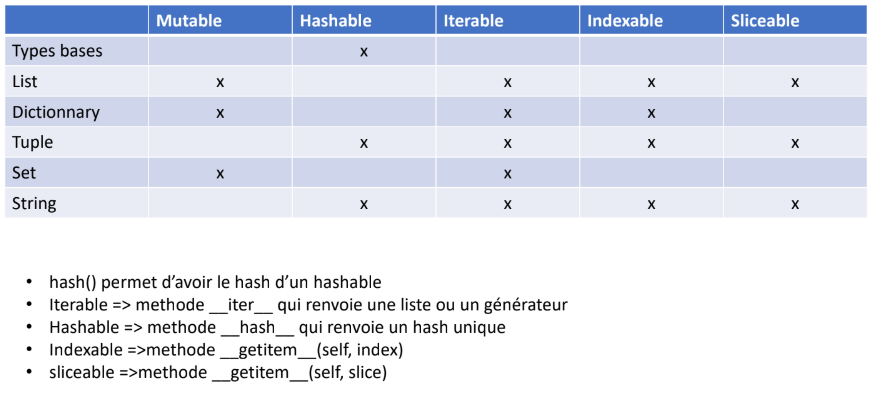 Mutable Hashable Iterable Indexable Sliceable
Types bases x
List x x x x
Dictionnary x x x
Tuple x x x x
Set x x
String x x x x
• hash() permet d’avoir le hash d’un hashable
• Iterable => methode __iter__ qui renvoie une liste ou un générateur
• Hashable => methode __hash__ qui renvoie un hash unique
• Indexable =>methode __getitem__(self, index)
• sliceable =>methode __getitem__(self, slice)